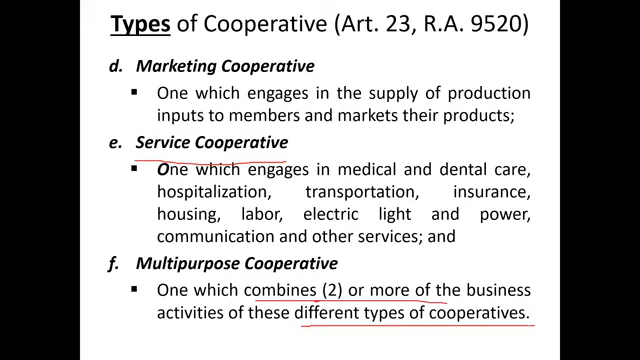 Types of Cooperative (Art. 23, R.A. 9520)
d. Marketing Cooperative
▪ One which engages in the supply of production
inputs to members and markets their products;
e. Service Cooperative
▪ One which engages in medical and dental care,
hospitalization, transportation, insurance,
housing, labor, electric light and power,
communication and other services; and
f. Multipurpose Cooperative
▪ One which combines (2) or more of the business
activities of these different types of cooperatives.